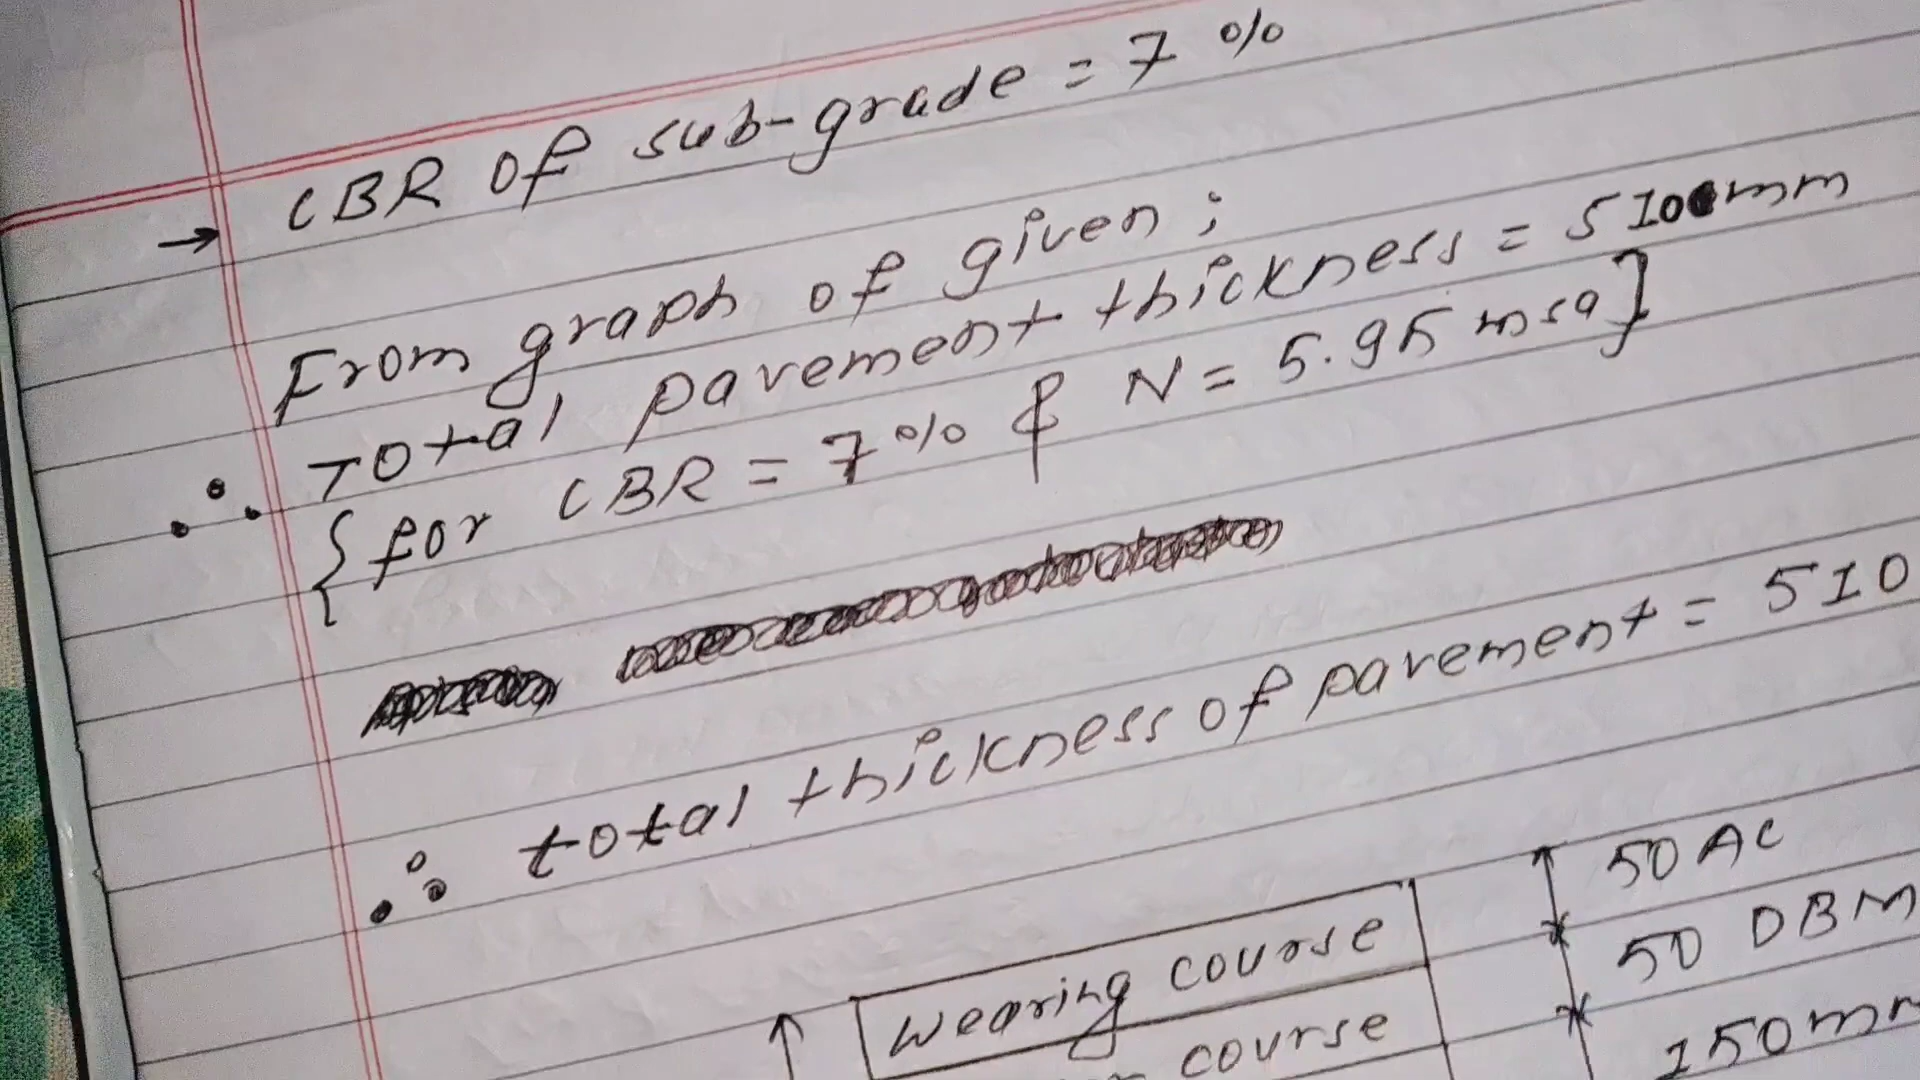 → CBR of sub-grade = 7 %
From graph of given ;
∴ Total pavement thickness = 510 mm
{for CBR = 7% & N = 5.95 msa}
∴ total thickness of pavement = 510
50 AC
Wearing course
50 DBM
course
150mm